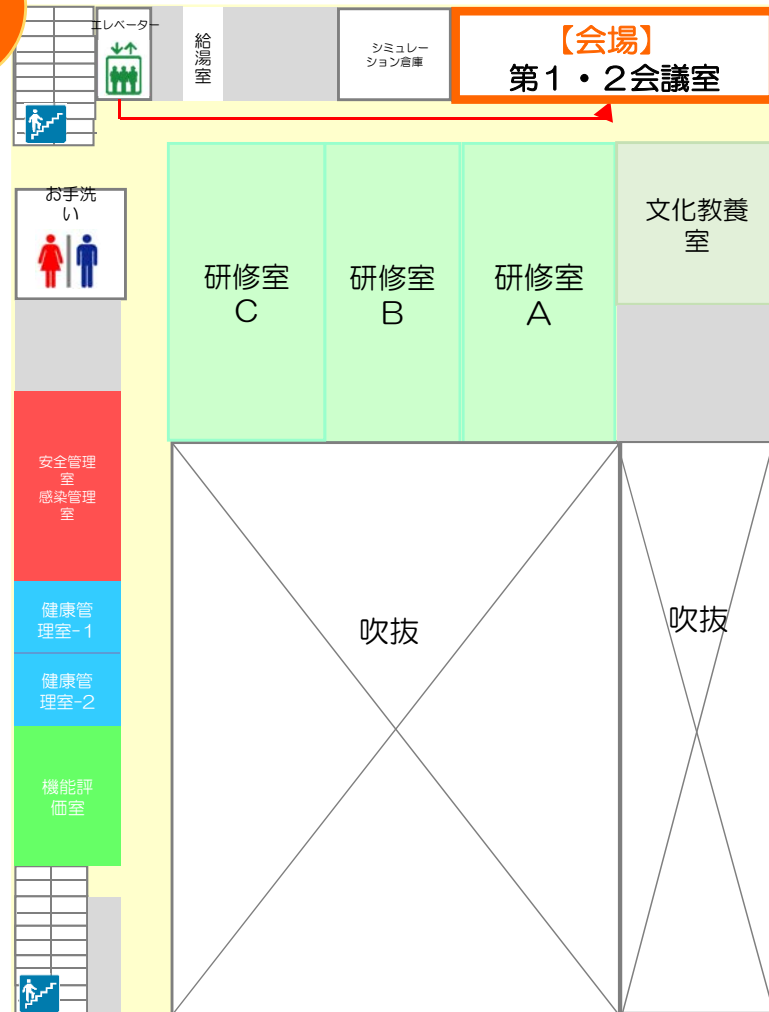 エレベーター
給
湯
室
シミュレー
ション倉庫
【会場】
第1・2会議室
お手洗
い
研修室
C
研修室
B
研修室
A
文化教養
室
安全管理
室
感染管理
室
健康管
理室-1
健康管
理室-2
機能評
価室
吹抜
吹抜